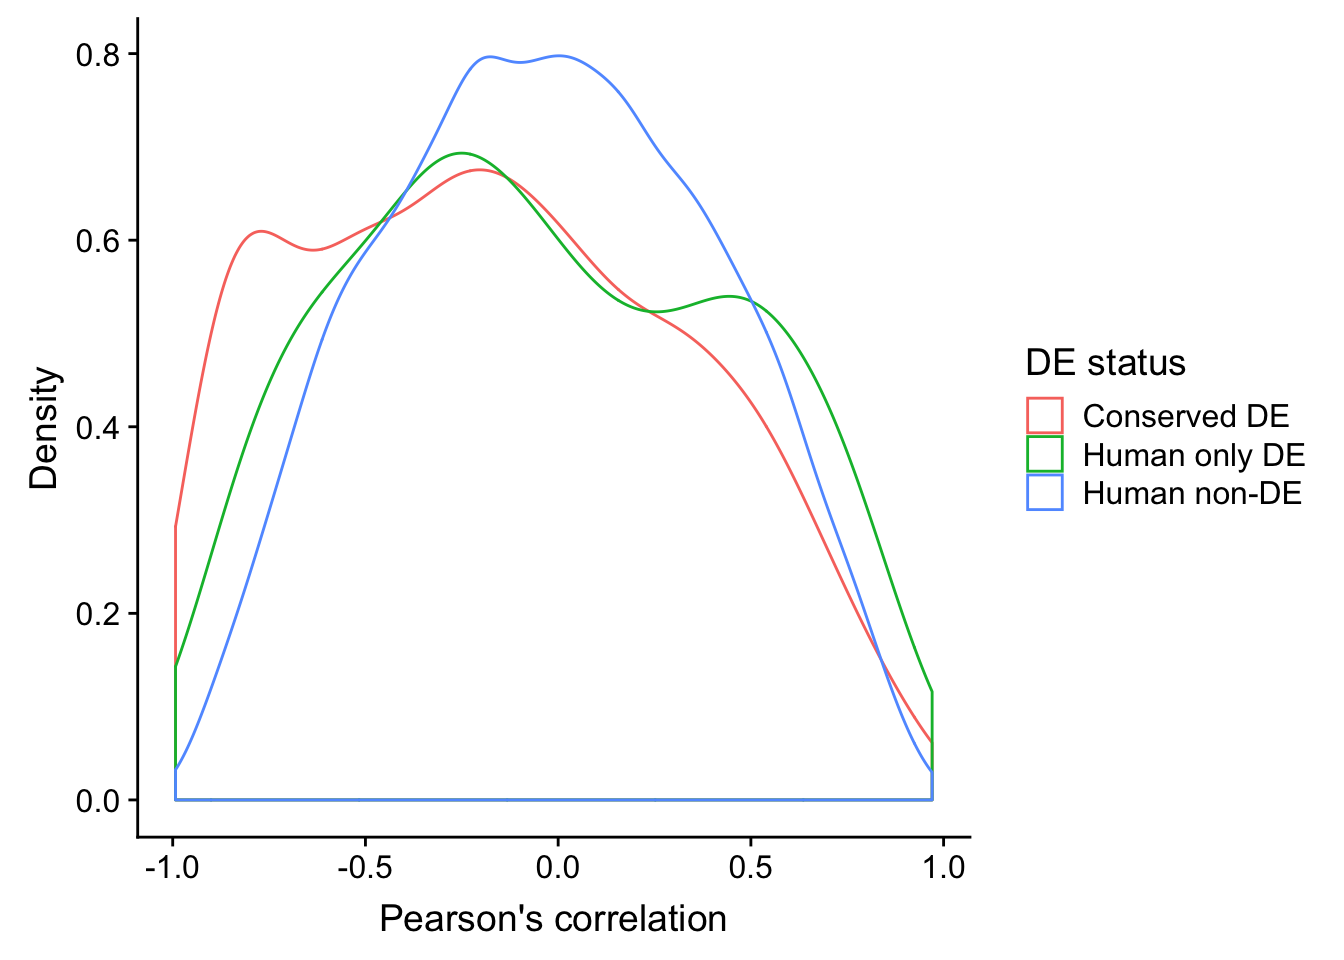 0.8
0.6
0.4
0.2
0.0
Density
-1.0 -0.5 0.0 0.5 1.0
Pearson's correlation
DE status
Conserved DE
Human only DE
Human non-DE